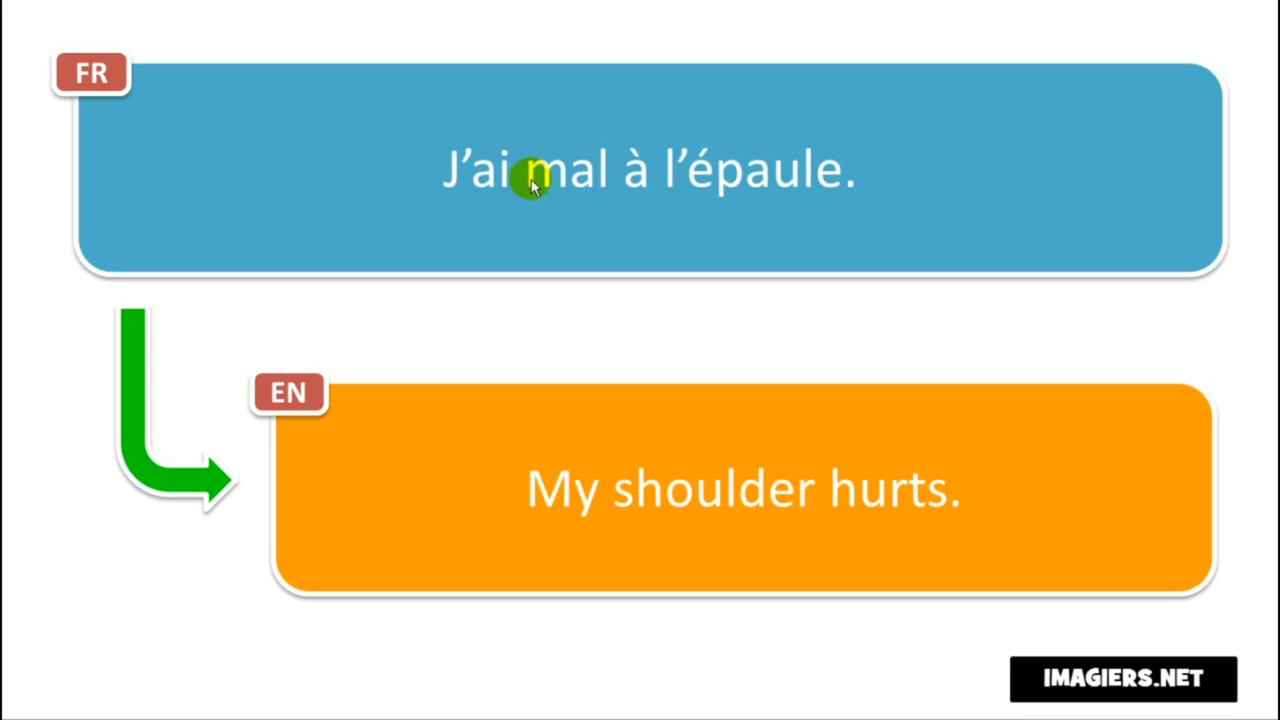 FR
J’ai mal à l’épaule.
EN
My shoulder hurts.
IMAGIERS.NET